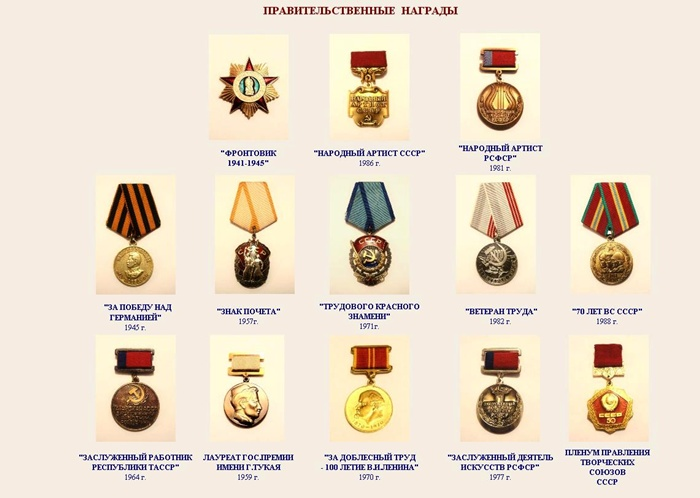 ПРАВИТЕЛЬСТВЕННЫЕ НАГРАДЫ
"ФРОНТОВИК
1941-1945"
"НАРОДНЫЙ АРТИСТ СССР"
1986 г.
"НАРОДНЫЙ АРТИСТ
РСФСР"
1981 г.
"ЗА ПОБЕДУ НАД
ГЕРМАНИЕЙ"
1945 г.
"ЗНАК ПОЧЕТА"
1957г.
"ТРУДОВОГО КРАСНОГО
ЗНАМЕНИ"
1971г.
"ВЕТЕРАН ТРУДА"
1982 г.
"70 ЛЕТ ВС СССР"
1988 г.
"ЗАСЛУЖЕННЫЙ РАБОТНИК
РЕСПУБЛИКИ ТАССР"
1964 г.
ЛАУРЕАТ ГОС.ПРЕМИИ
ИМЕНИ Г.ТУКАЯ
1959 г.
"ЗА ДОБЛЕСНЫЙ ТРУД
- 100 ЛЕТИЕ В.И.ЛЕНИНА"
1970 г.
"ЗАСЛУЖЕННЫЙ ДЕЯТЕЛЬ
ИСКУССТВ РСФСР"
1977 г.
ПЛЕНУМ ПРАВЛЕНИЯ
ТВОРЧЕСКИХ
СОЮЗОВ
СССР